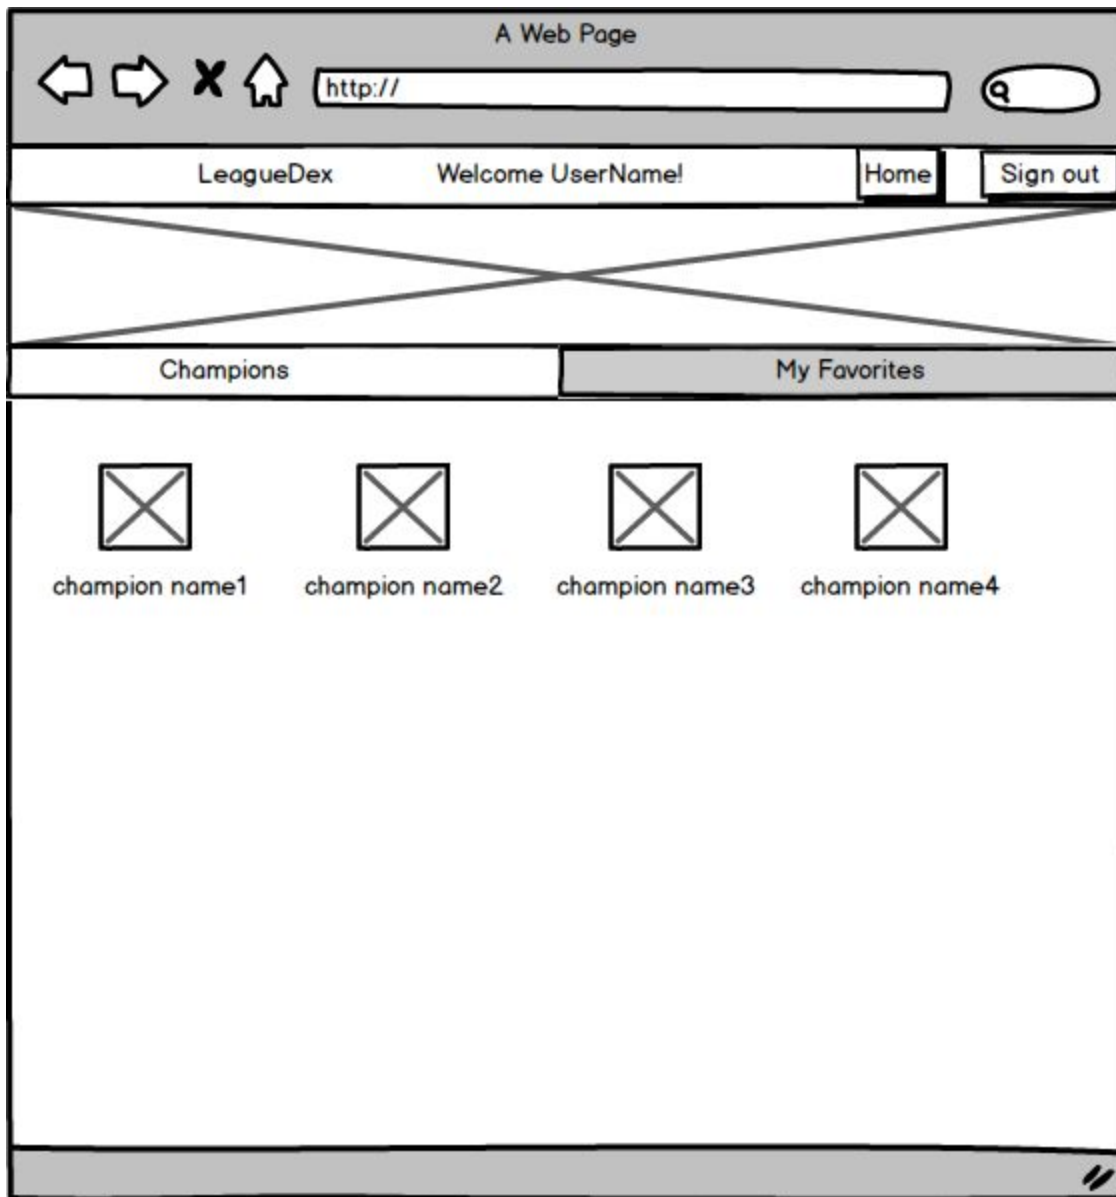 A Web Page
http://
LeagueDex Welcome UserName! Home Sign out
Champions My Favorites
champion name1 champion name2 champion name3 champion name4